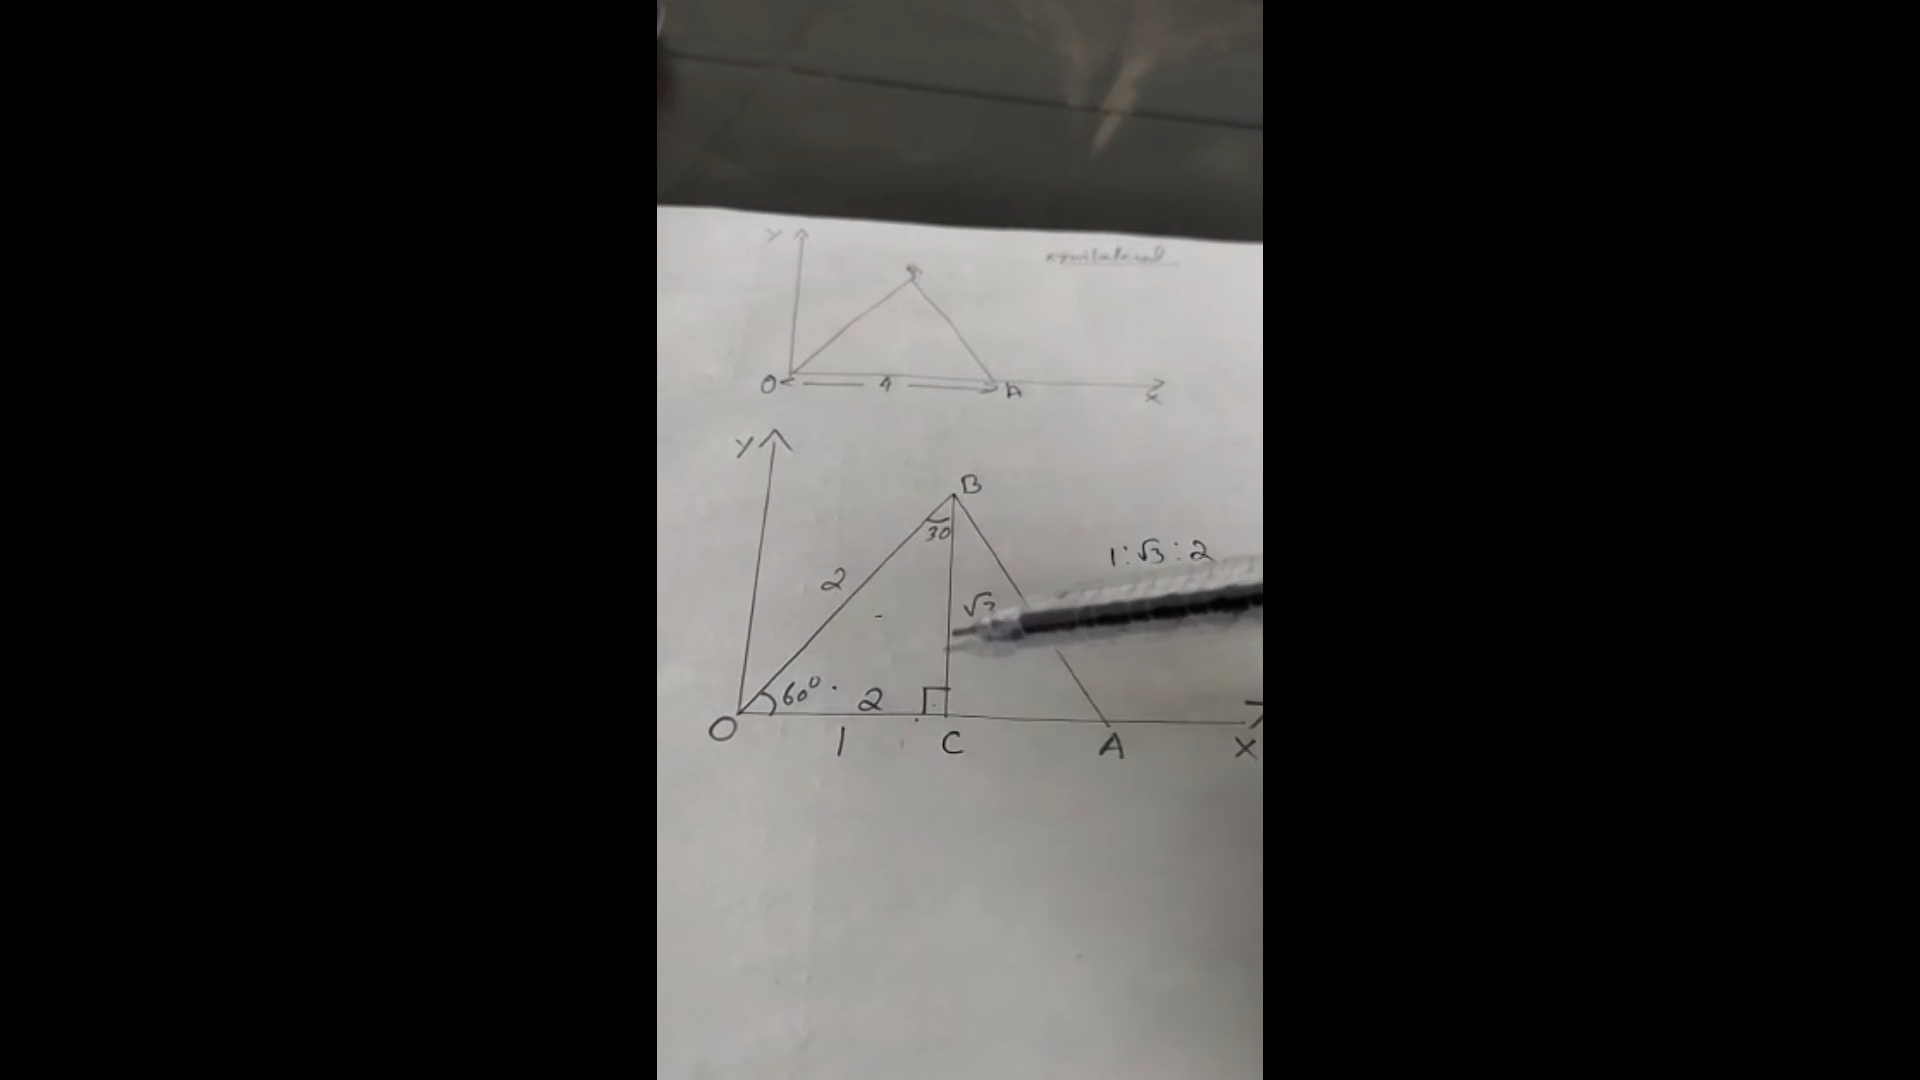 Y equilateral
B
O 4 A X
Y
B
30
1:√3:2
2
√3
60° 2
O 1 C A X